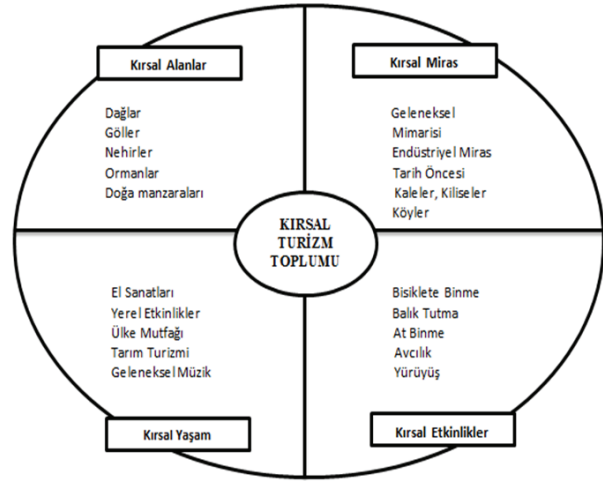 Kırsal Alanlar
Dağlar
Göller
Nehirler
Ormanlar
Doğa manzaraları
Kırsal Miras
Geleneksel
Mimarisi
Endüstriyel Miras
Tarih Öncesi
Kaleler, Kiliseler
Köyler
KIRSAL
TURİZM
TOPLUMU
El Sanatları
Yerel Etkinlikler
Ülke Mutfağı
Tarım Turizmi
Geleneksel Müzik
Kırsal Yaşam
Bisiklete Binme
Balık Tutma
At Binme
Avcılık
Yürüyüş
Kırsal Etkinlikler